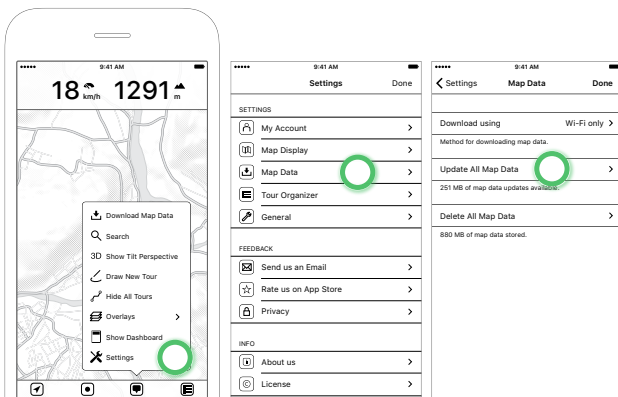 9:41 AM
18 km/h 1291 m
Download Map Data
Search
3D Show Tilt Perspective
Draw New Tour
Hide All Tours
Overlays
Show Dashboard
Settings
9:41 AM
Settings Done
SETTINGS
My Account
Map Display
Map Data
Tour Organizer
General
FEEDBACK
Send us an Email
Rate us on App Store
Privacy
INFO
About us
© License
9:41 AM
Settings Map Data Done
Download using Wi-Fi only
Method for downloading map data.
Update All Map Data
251 MB of map data updates available.
Delete All Map Data
880 MB of map data stored.